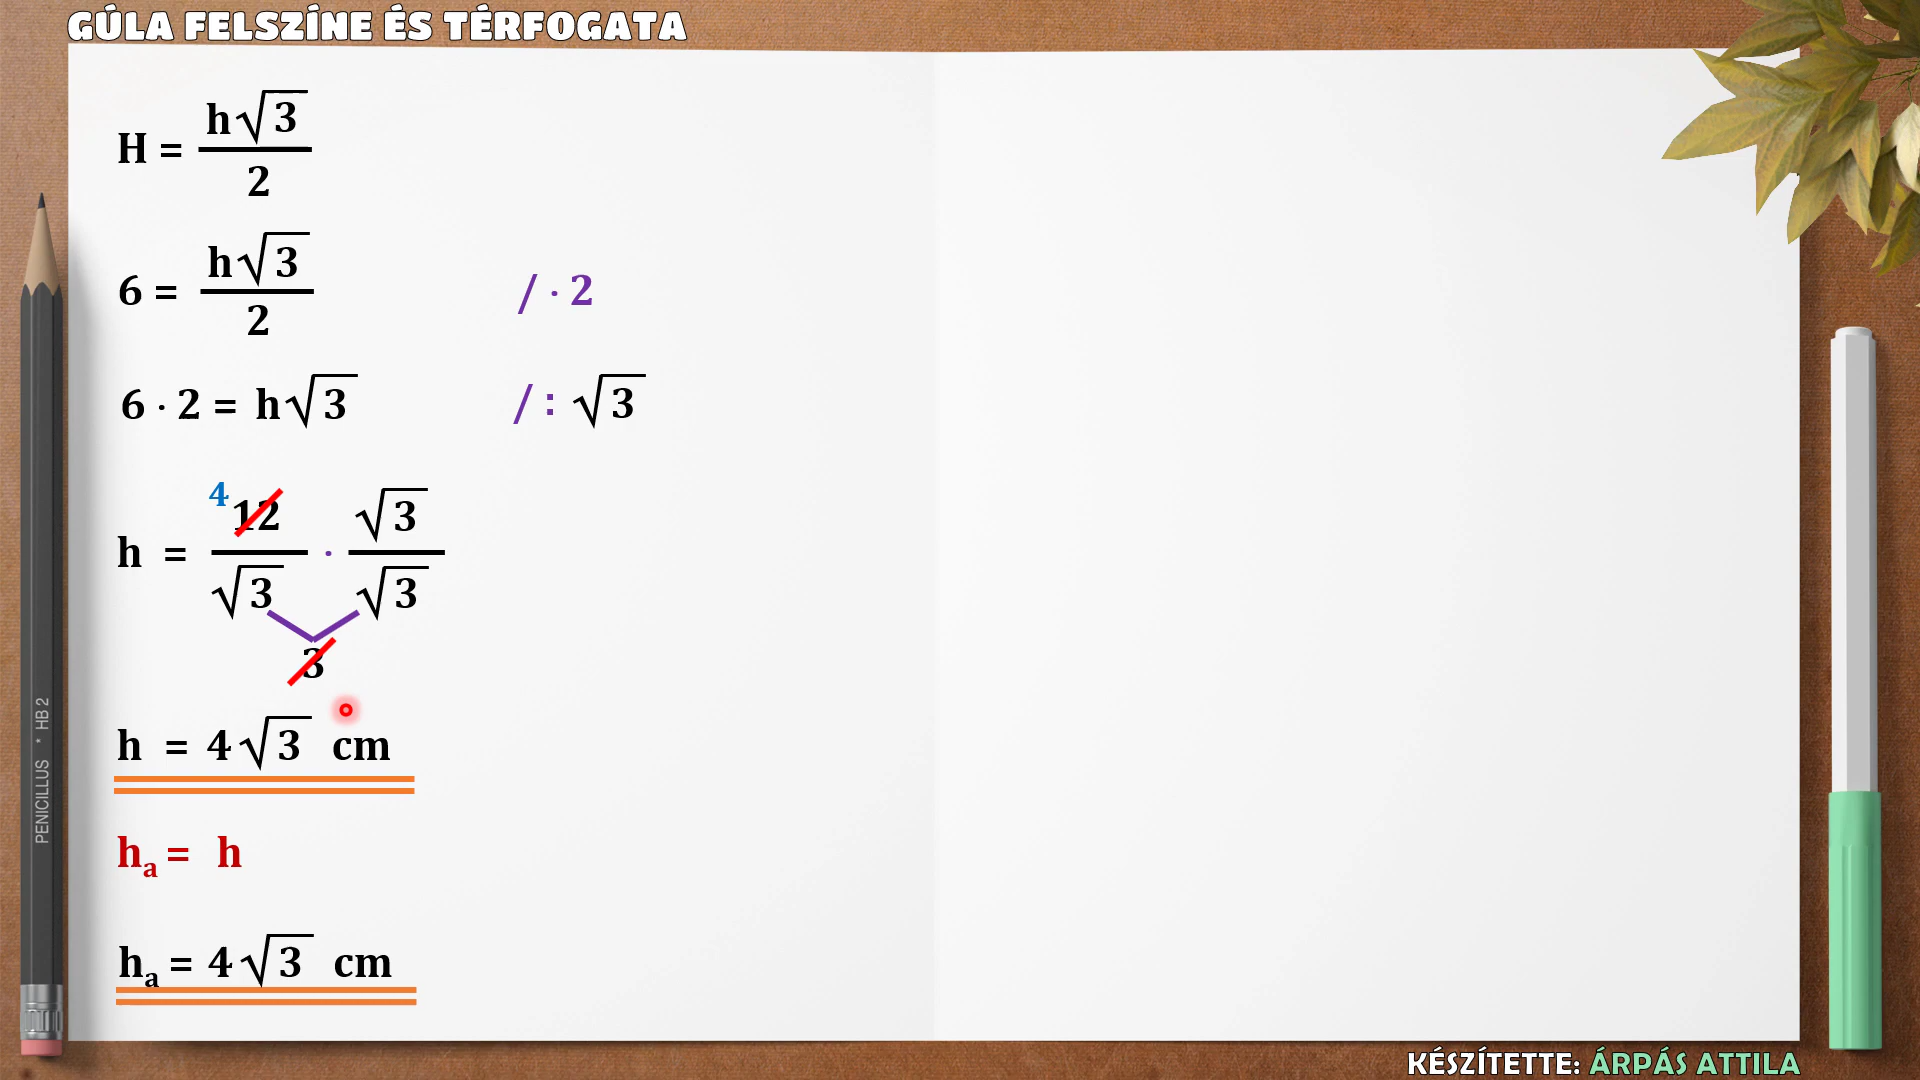 GÚLA FELSZÍNE ÉS TÉRFOGATA
H = h√3 / 2
6 = h√3 / 2 / · 2
6 · 2 = h√3 / : √3
h = 4 12 / √3 · √3 / √3
3
h = 4√3 cm
hₐ = h
hₐ = 4√3 cm
PENICILLUS * HB 2
KÉSZÍTETTE: ÁRPÁS ATTILA